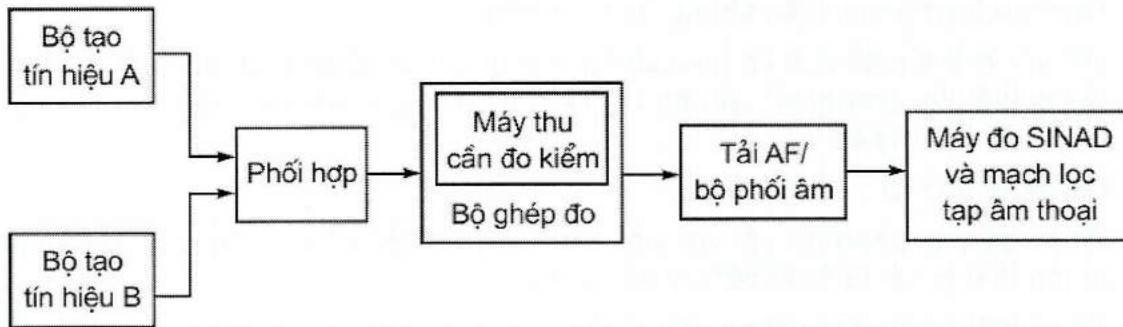 Bộ tạo
tín hiệu A
Phối hợp
Máy thu
cần đo kiểm
Bộ ghép đo
Tải AF/
bộ phối âm
Máy đo SINAD
và mạch lọc
tạp âm thoại
Bộ tạo
tín hiệu B